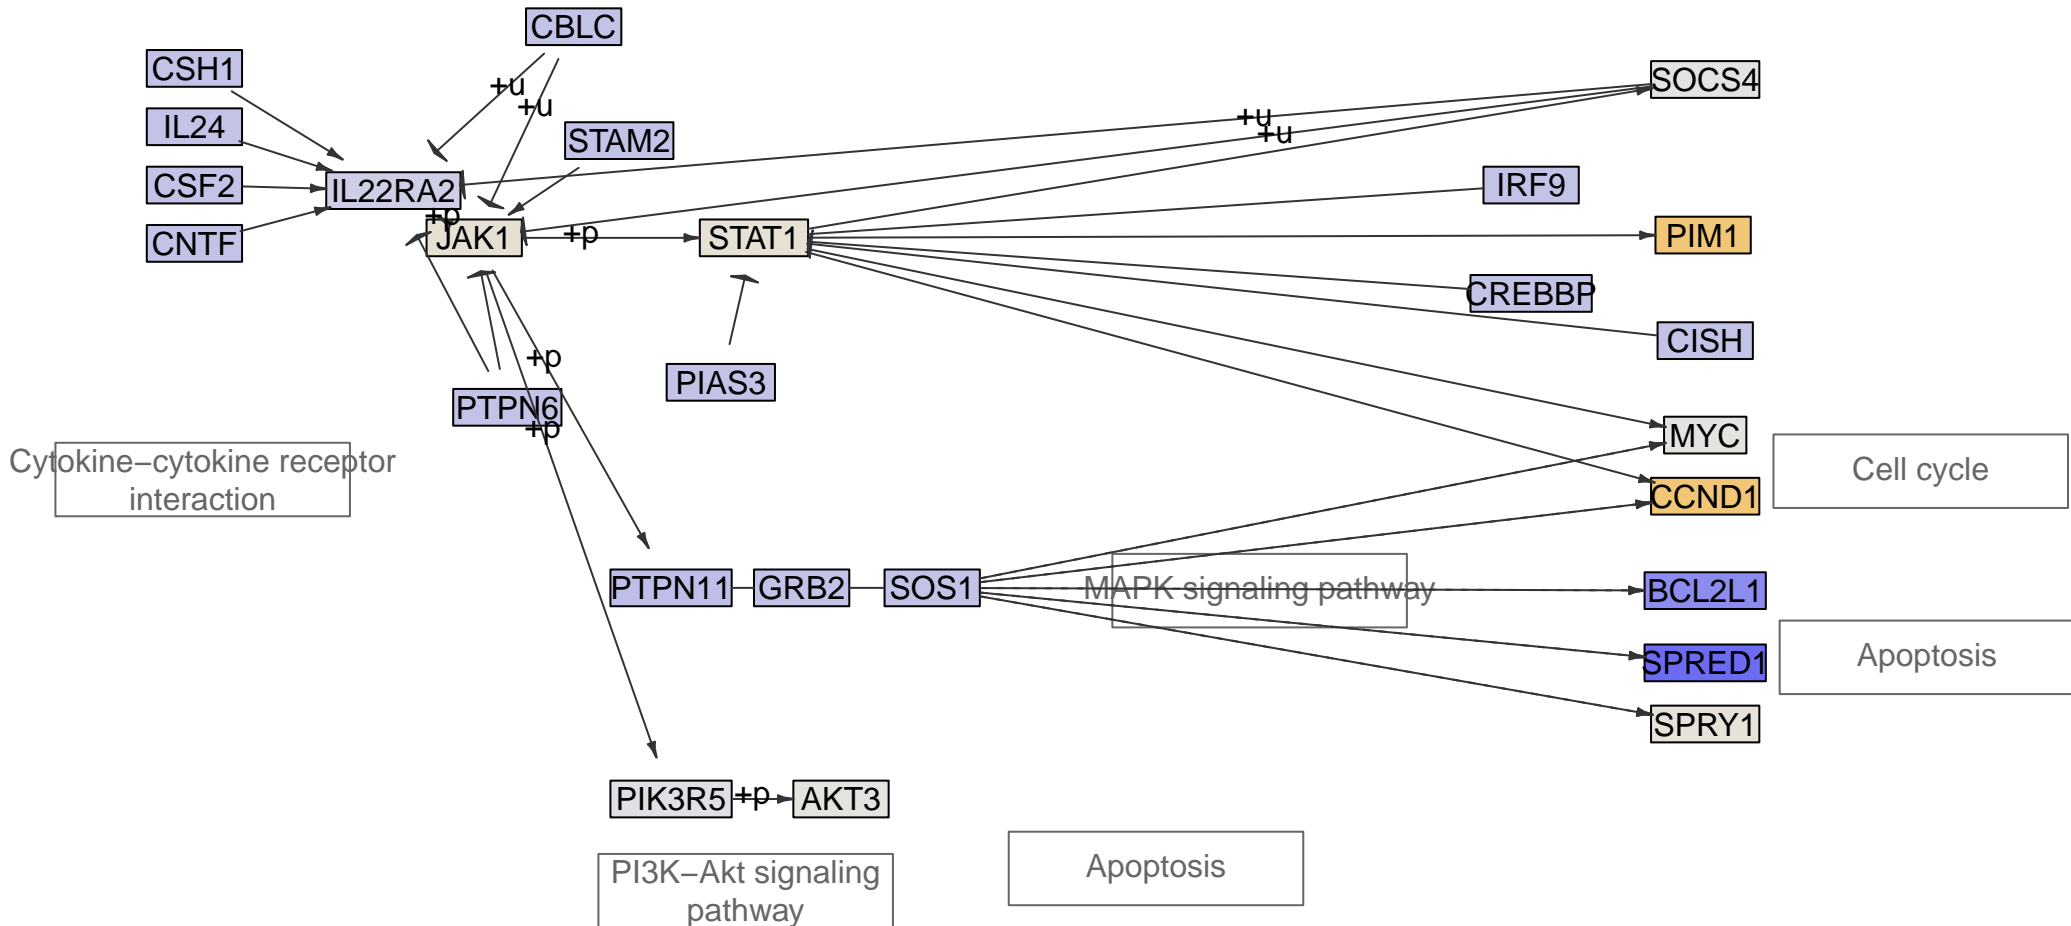 CBLC
CSH1
SOCS4
+u
+u
IL24
+u
+u
STAM2
CSF2
IL22RA2
IRF9
+p
CNTF
JAK1
+p
STAT1
PIM1
CREBBP
CISH
+p
PIAS3
PTPN6
+p
MYC
Cytokine–cytokine receptor
interaction
Cell cycle
CCND1
PTPN11
GRB2
SOS1
MAPK signaling pathway
BCL2L1
SPRED1
Apoptosis
SPRY1
PIK3R5
+p
AKT3
Apoptosis
PI3K–Akt signaling
pathway